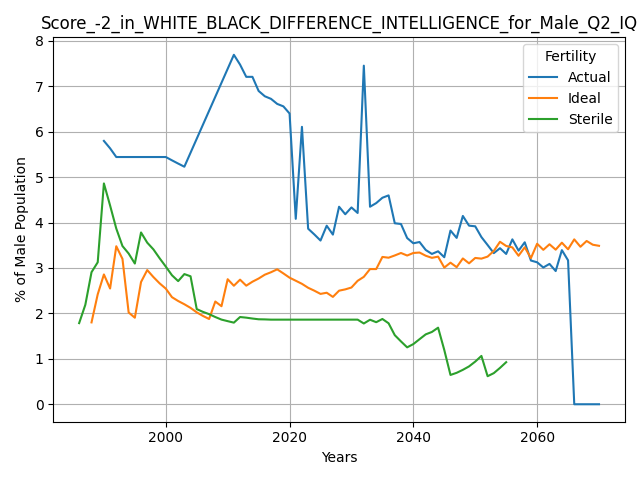 Score_-2_in_WHITE_BLACK_DIFFERENCE_INTELLIGENCE_for_Male_Q2_IQ
Fertility
Actual
Ideal
Sterile
% of Male Population
8
7
6
5
4
3
2
1
0
2000 2020 2040 2060
Years